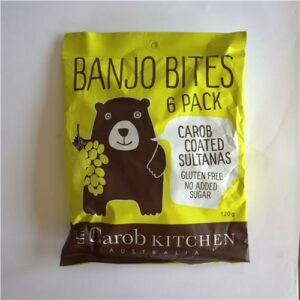 BANJO BITES
6 PACK
CAROB
COATED
SULTANAS
GLUTEN FREE
NO ADDED
SUGAR
120g
The Carob KITCHEN
AUSTRALIA